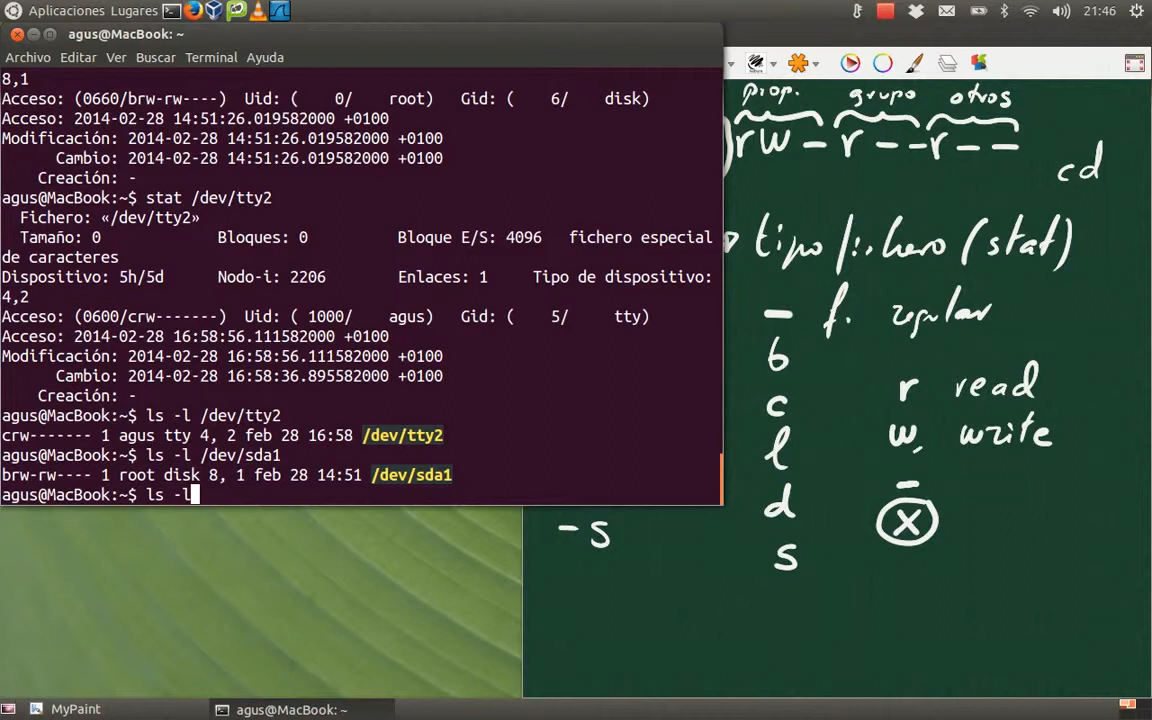 Aplicaciones Lugares
21:46
agus@MacBook: ~
Archivo Editar Ver Buscar Terminal Ayuda
8,1
Acceso: (0660/brw-rw----) Uid: ( 0/ root) Gid: ( 6/ disk)
Acceso: 2014-02-28 14:51:26.019582000 +0100
Modificación: 2014-02-28 14:51:26.019582000 +0100
Cambio: 2014-02-28 14:51:26.019582000 +0100
Creación: -
agus@MacBook:~$ stat /dev/tty2
Fichero: «/dev/tty2»
Tamaño: 0 Bloques: 0 Bloque E/S: 4096 fichero especial
de caracteres
Dispositivo: 5h/5d Nodo-i: 2206 Enlaces: 1 Tipo de dispositivo:
4,2
Acceso: (0600/crw-------) Uid: ( 1000/ agus) Gid: ( 5/ tty)
Acceso: 2014-02-28 16:58:56.111582000 +0100
Modificación: 2014-02-28 16:58:56.111582000 +0100
Cambio: 2014-02-28 16:58:36.895582000 +0100
Creación: -
agus@MacBook:~$ ls -l /dev/tty2
crw------- 1 agus tty 4, 2 feb 28 16:58 /dev/tty2
agus@MacBook:~$ ls -l /dev/sda1
brw-rw---- 1 root disk 8, 1 feb 28 14:51 /dev/sda1
agus@MacBook:~$ ls -l
prop. grupo otros
rw-r--r--
cd
tipo fichero (stat)
- f. regular
b
c
l
d
s
r read
w, write
-
x
- s
MyPaint
agus@MacBook: ~